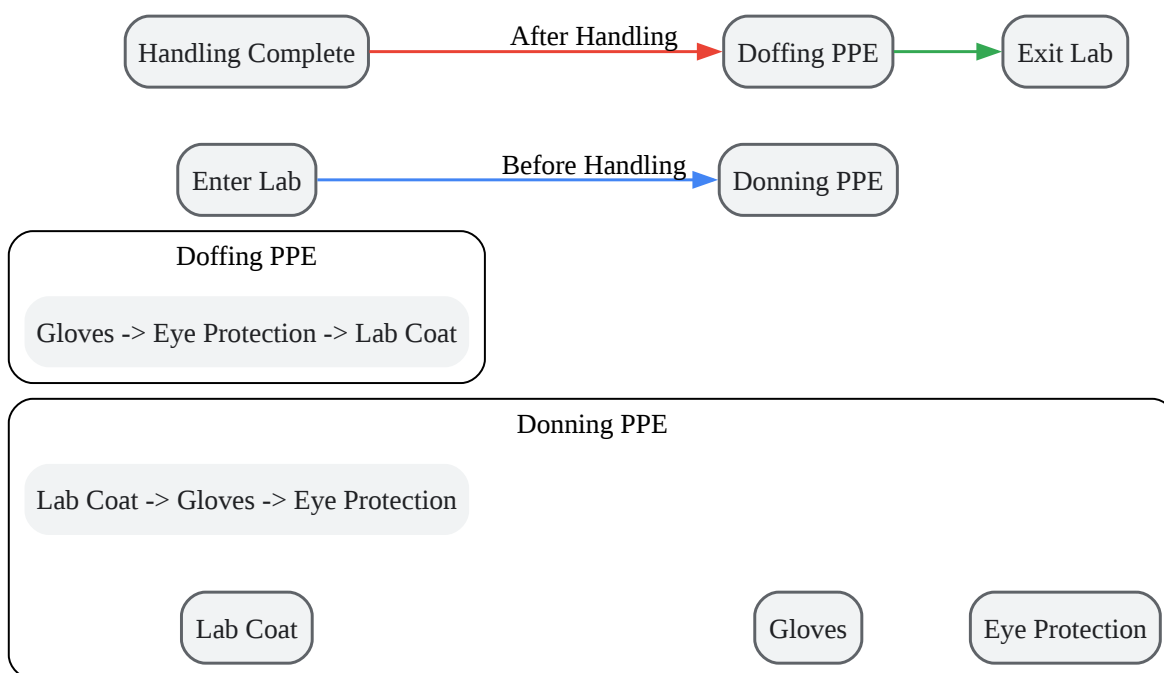 Handling Complete
After Handling
Doffing PPE
Exit Lab
Enter Lab
Before Handling
Donning PPE
Doffing PPE
Gloves -> Eye Protection -> Lab Coat
Donning PPE
Lab Coat -> Gloves -> Eye Protection
Lab Coat
Gloves
Eye Protection